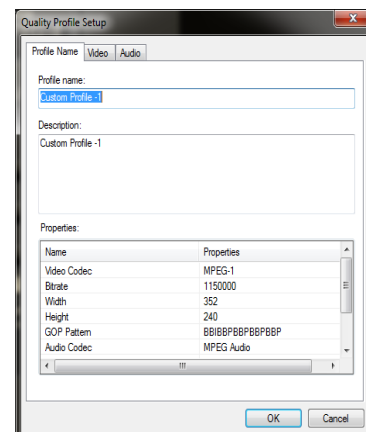 Quality Profile Setup
Profile Name Video Audio
Profile name:
Custom Profile -1
Description:
Custom Profile -1
Properties:
Name Properties
Video Codec MPEG-1
Bitrate 1150000
Width 352
Height 240
GOP Pattern BBIBBPBBPBBPBBP
Audio Codec MPEG Audio
OK Cancel